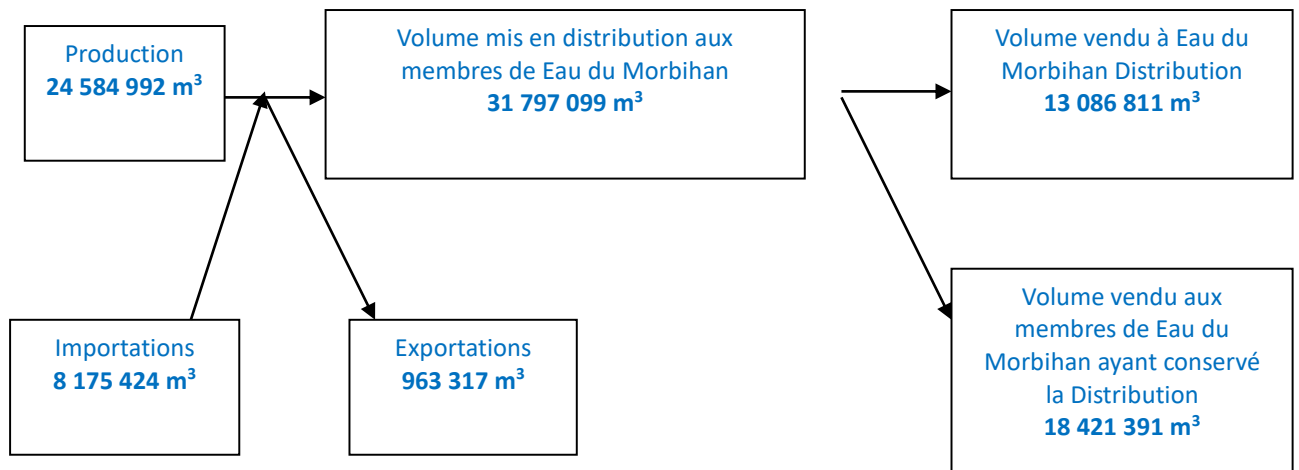 Production
24 584 992 m³
Volume mis en distribution aux
membres de Eau du Morbihan
31 797 099 m³
Volume vendu à Eau du
Morbihan Distribution
13 086 811 m³
Importations
8 175 424 m³
Exportations
963 317 m³
Volume vendu aux
membres de Eau du
Morbihan ayant conservé
la Distribution
18 421 391 m³